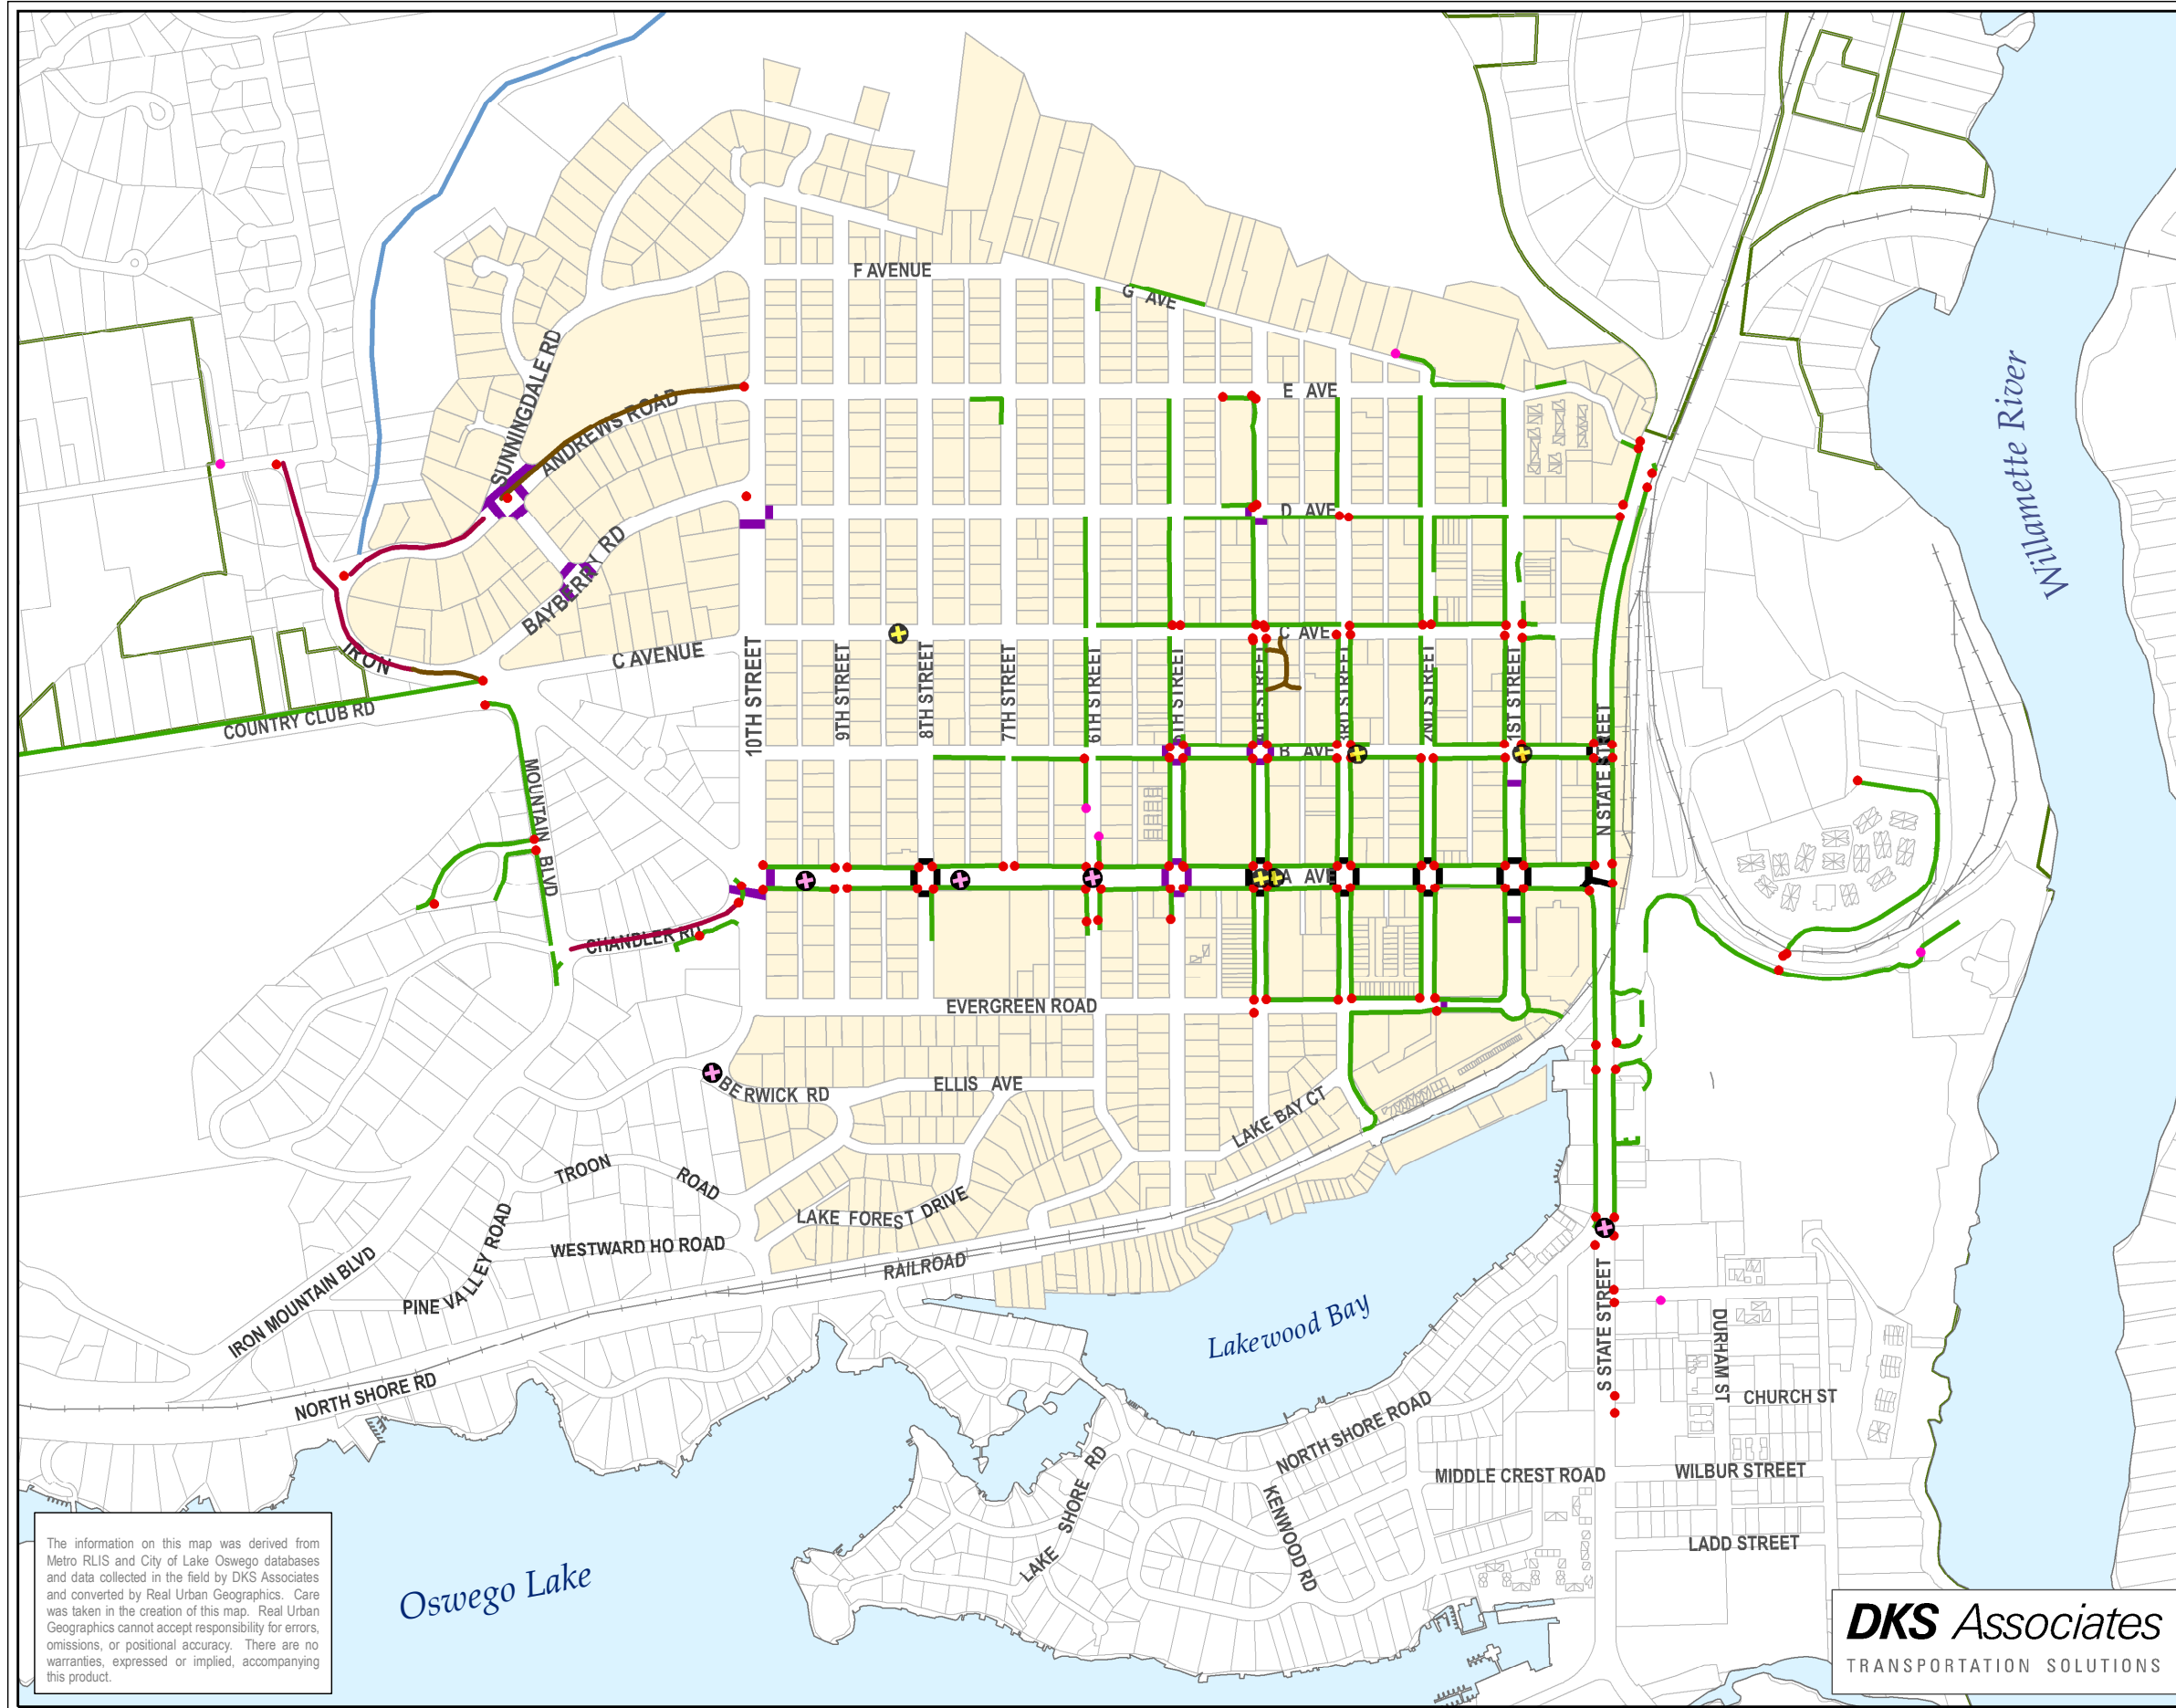 Willamette River
F AVENUE
G AVE
SUNNINGDALE RD
E AVE
ANDREWS ROAD
D AVE
BAYBERRY RD
C AVE
C AVENUE
IRON
COUNTRY CLUB RD
10TH STREET
9TH STREET
8TH STREET
7TH STREET
6TH STREET
2ND STREET
1ST STREET
N STATE STREET
B AVE
MOUNTAIN BLVD
A AVE
CHANDLER RD
EVERGREEN ROAD
BERWICK RD
ELLIS AVE
LAKE BAY CT
TROON ROAD
LAKE FOREST DRIVE
WESTWARD HO ROAD
PINE VALLEY ROAD
IRON MOUNTAIN BLVD
RAILROAD
NORTH SHORE RD
Lakewood Bay
S STATE STREET
DURHAM ST
CHURCH ST
NORTH SHORE ROAD
MIDDLE CREST ROAD
WILBUR STREET
LAKE SHORE RD
KENWOOD RD
LADD STREET
Oswego Lake
The information on this map was derived from
Metro RLIS and City of Lake Oswego databases
and data collected in the field by DKS Associates
and converted by Real Urban Geographics. Care
was taken in the creation of this map. Real Urban
Geographics cannot accept responsibility for errors,
omissions, or positional accuracy. There are no
warranties, expressed or implied, accompanying
this product.
DKS Associates
TRANSPORTATION SOLUTIONS